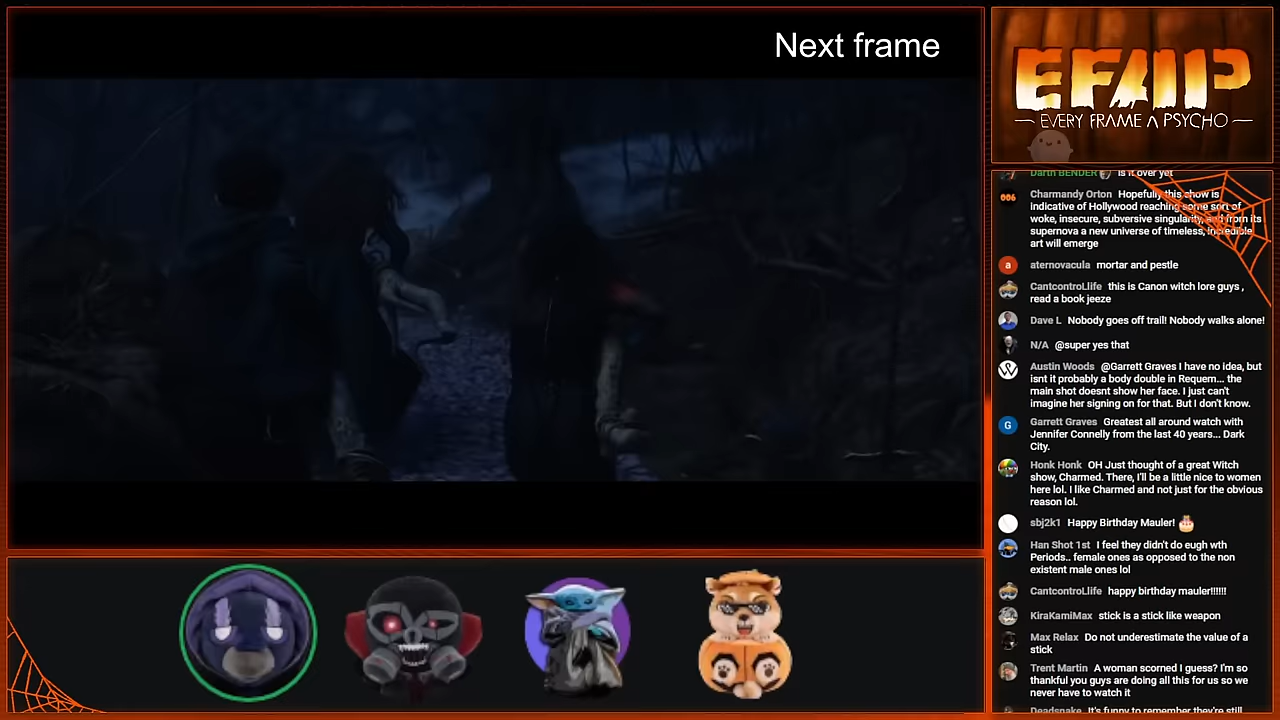 Next frame
EFAP
EVERY FRAME A PSYCHO
Darth BENDER is it over yet
Charmandy Orton Hopefully this show is
indicative of Hollywood reaching some sort of
woke, insecure, subversive singularity, and from its
supernova a new universe of timeless, incredible
art will emerge
aternovacula mortar and pestle
CantcontroLlife this is Canon witch lore guys ,
read a book jeeze
Dave L Nobody goes off trail! Nobody walks alone!
N/A @super yes that
Austin Woods @Garrett Graves I have no idea, but
isnt it probably a body double in Requem... the
main shot doesnt show her face. I just can't
imagine her signing on for that. But I don't know.
Garrett Graves Greatest all around watch with
Jennifer Connelly from the last 40 years... Dark
City.
Honk Honk OH Just thought of a great Witch
show, Charmed. There, I'll be a little nice to women
here lol. I like Charmed and not just for the obvious
reason lol.
sbj2k1 Happy Birthday Mauler!
Han Shot 1st I feel they didn't do eugh wth
Periods.. female ones as opposed to the non
existent male ones lol
CantcontroLlife happy birthday mauler!!!!!!
KiraKamiMax stick is a stick like weapon
Max Relax Do not underestimate the value of a
stick
Trent Martin A woman scorned I guess? I'm so
thankful you guys are doing all this for us so we
never have to watch it
Deadsnake It's funny to remember they're still